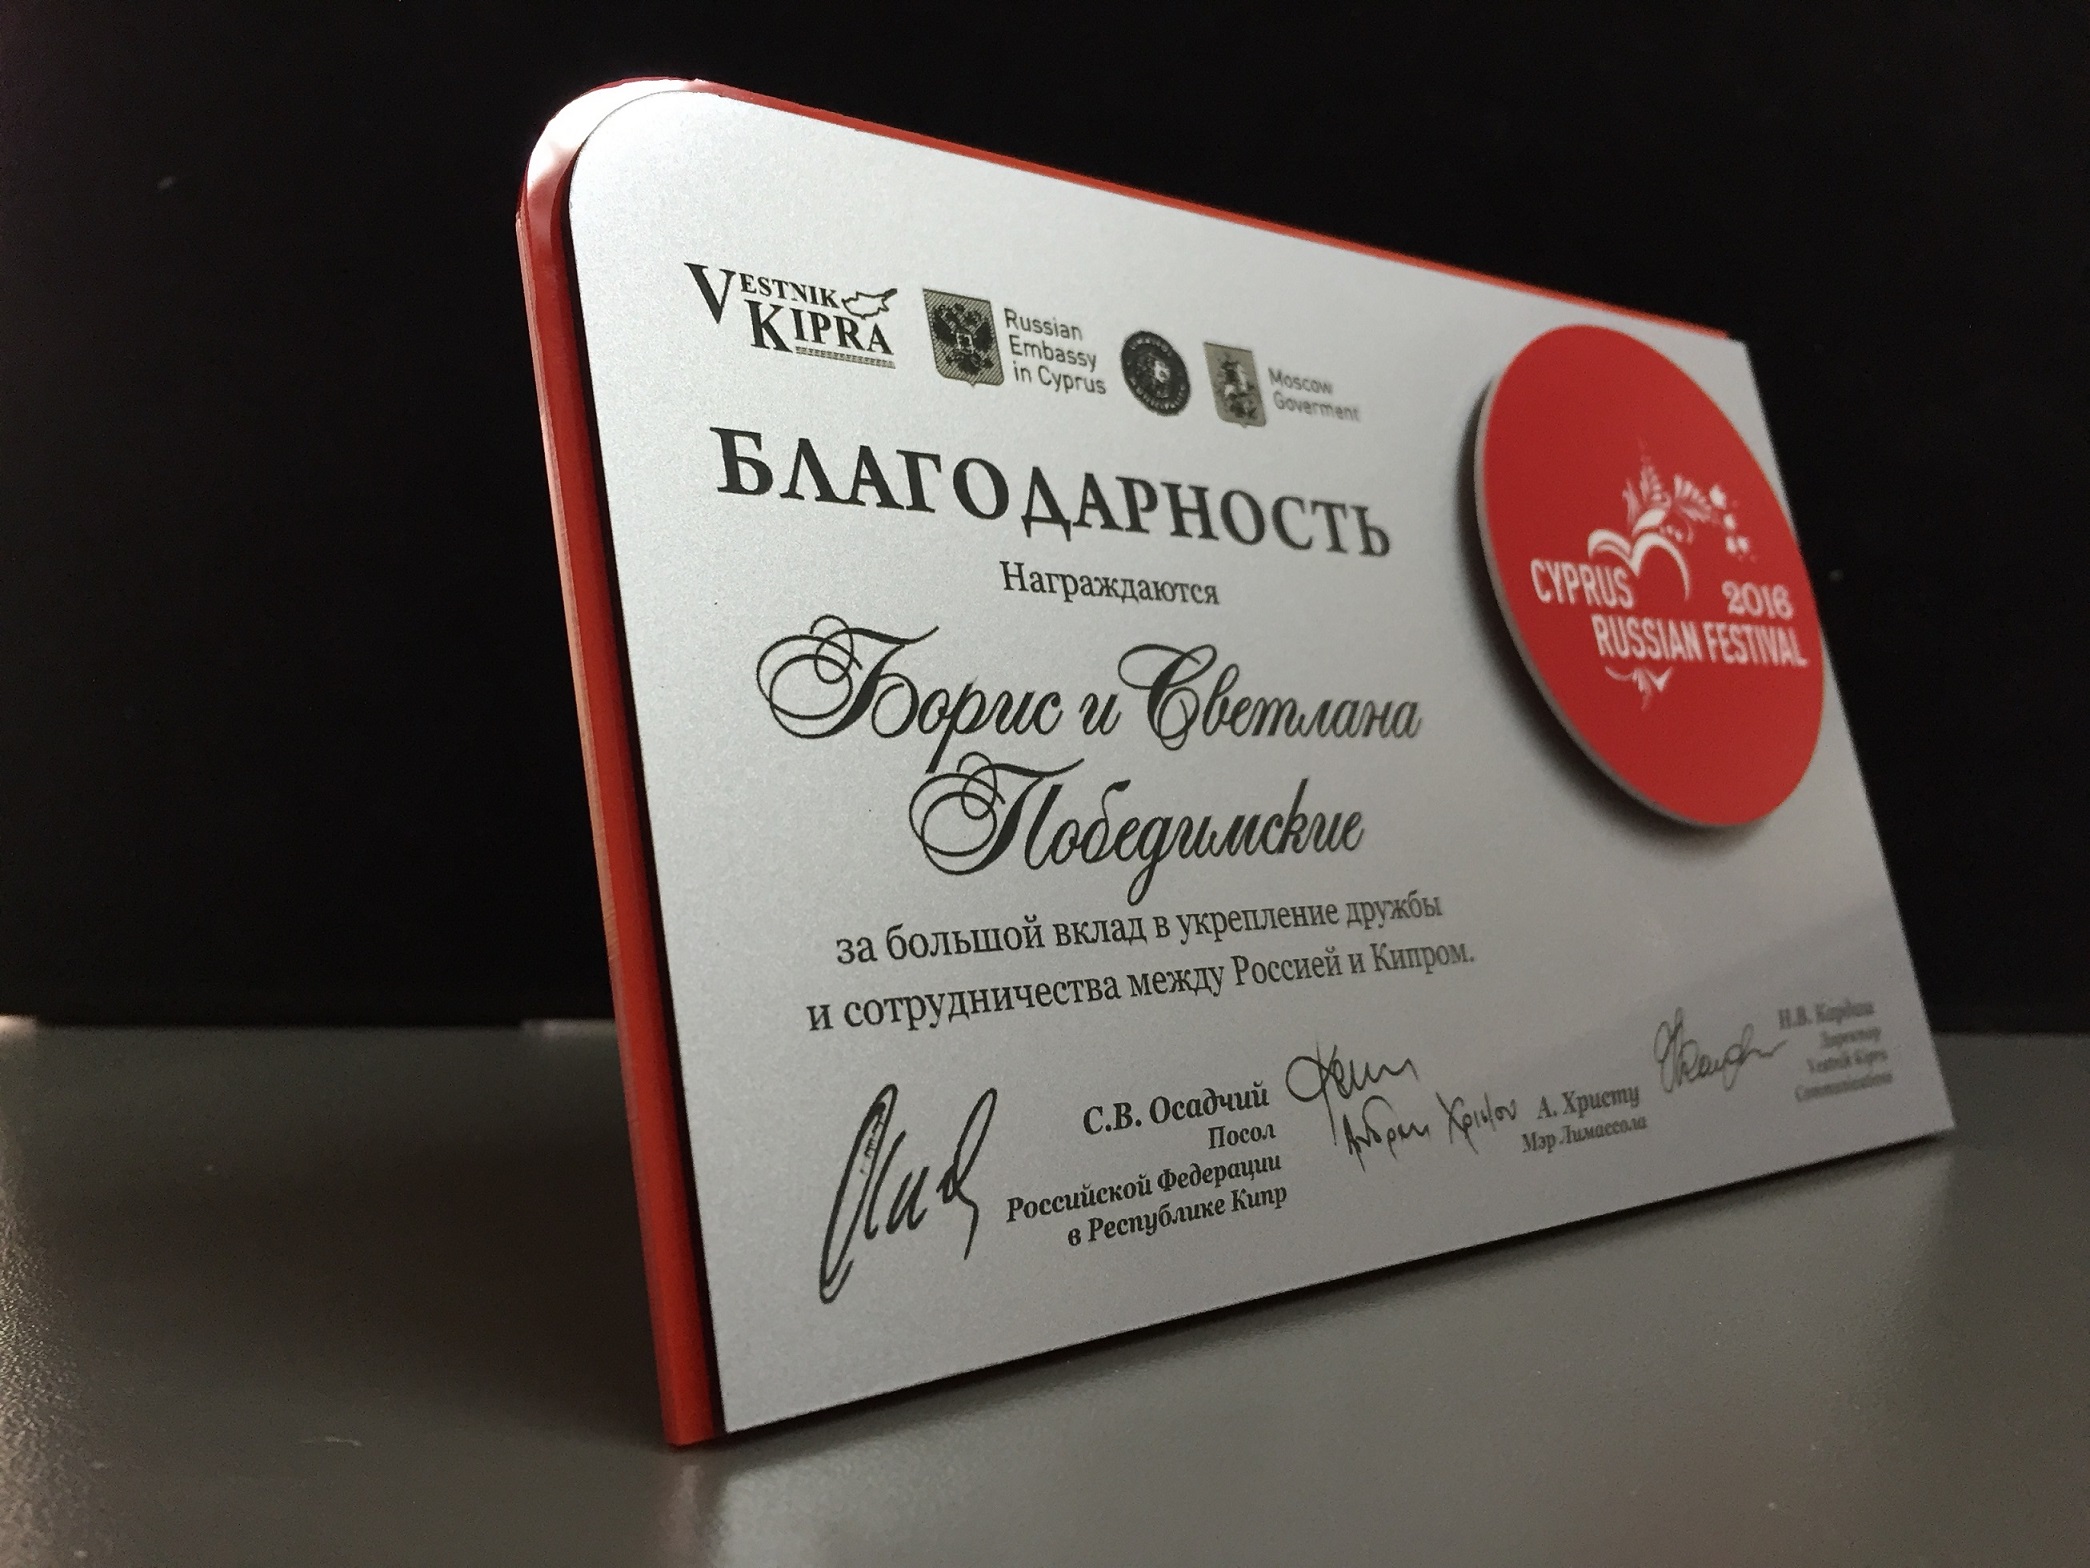 VESTNIK
KIPRA
Russian
Embassy
in Cyprus
Moscow
Goverment
БЛАГОДАРНОСТЬ
Награждаются
Борис и Светлана
Победимские
за большой вклад в укрепление дружбы
и сотрудничества между Россией и Кипром.
CYPRUS
2016
RUSSIAN FESTIVAL
С.В. Осадчий
Посол
Российской Федерации
в Республике Кипр
А. Христу
Мэр Лимассола
Н.В. Кардаш
Директор
Vestnik Kipra
Communications